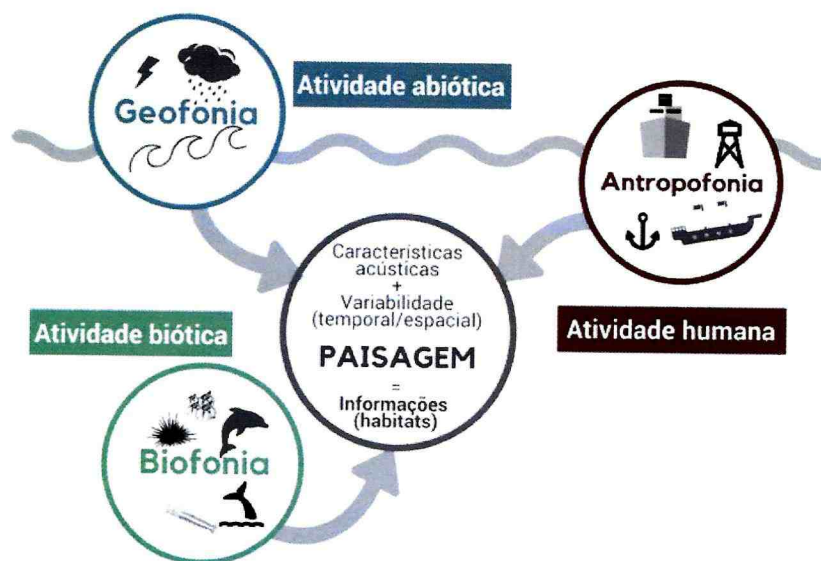 Geofonia
Atividade abiótica
Antropofonia
Atividade humana
Características
acústicas
+
Variabilidade
(temporal/espacial)
PAISAGEM
=
Informações
(habitats)
Atividade biótica
Biofonia